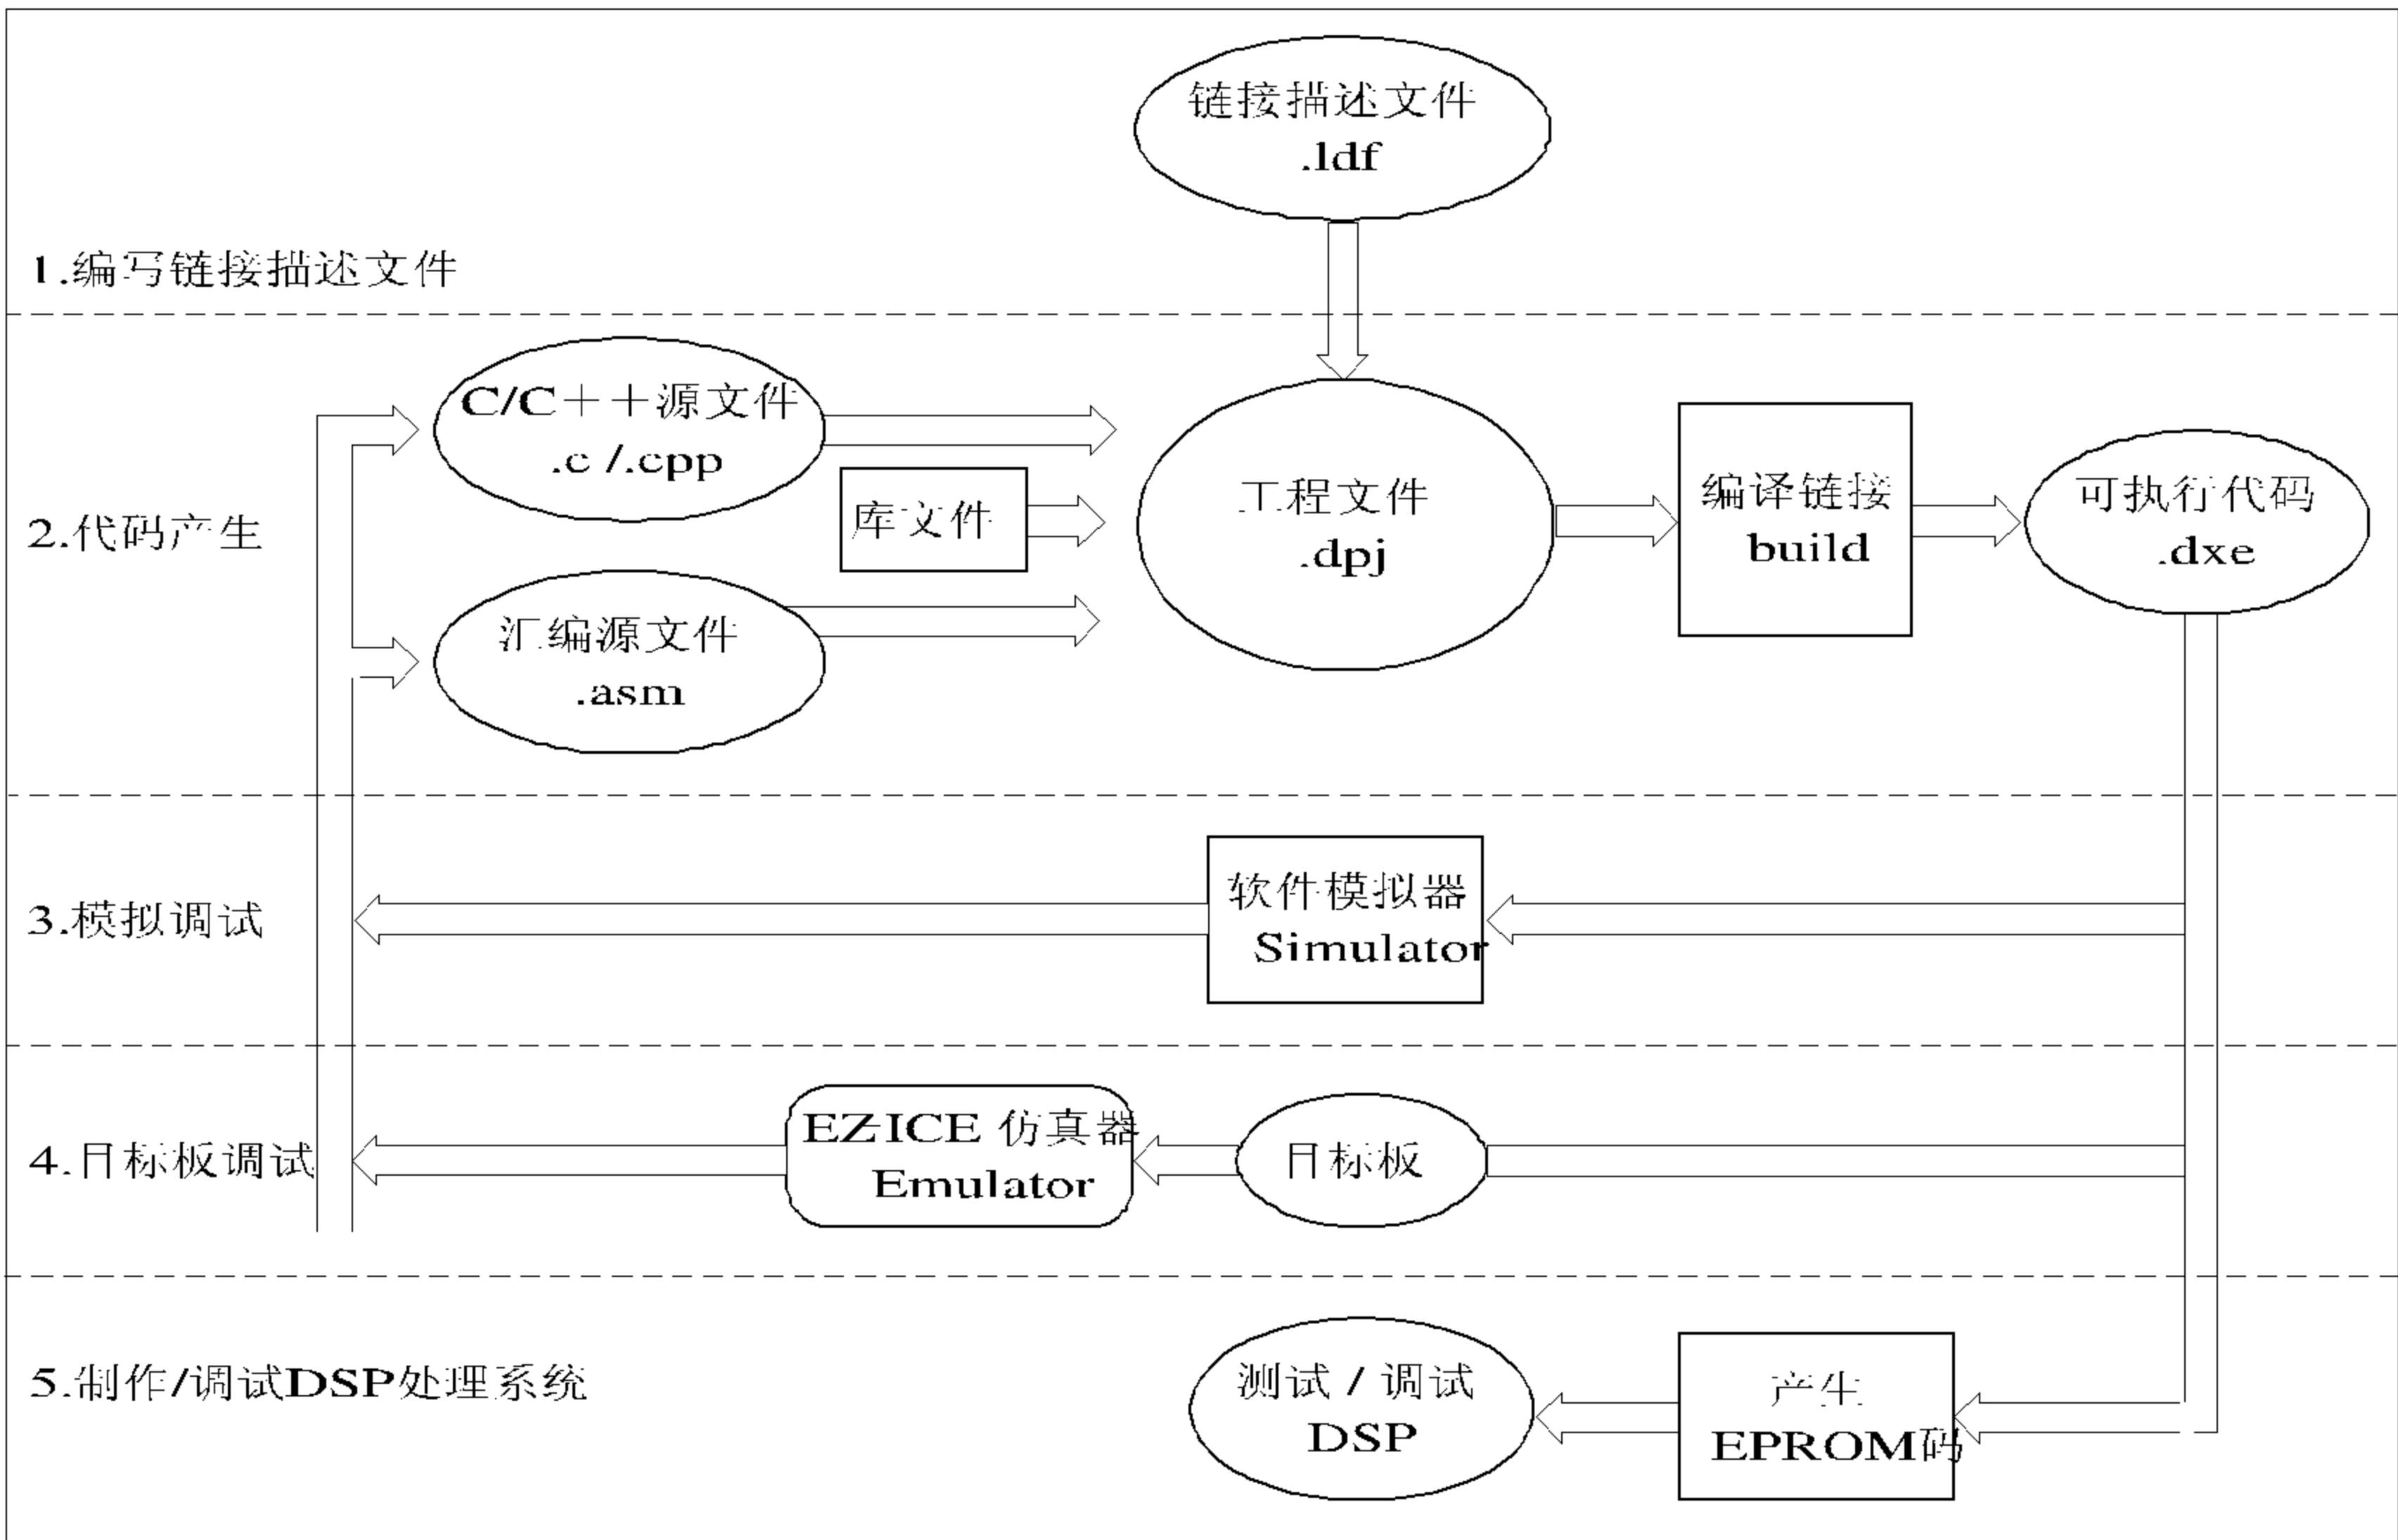 链接描述文件
.ldf
1.编写链接描述文件
C/C++源文件
.c /.cpp
库文件
汇编源文件
.asm
工程文件
.dpj
编译链接
build
可执行代码
.dxe
2.代码产生
3.模拟调试
软件模拟器
Simulator
4.目标板调试
EZICE 仿真器
Emulator
目标板
5.制作/调试DSP处理系统
测试 / 调试
DSP
产生
EPROM码